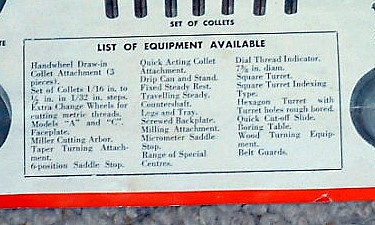 SET OF COLLETS
LIST OF EQUIPMENT AVAILABLE
Handwheel Draw-in
Collet Attachment (3
pieces).
Set of Collets 1/16 in. to
½ in. in 1/32 in. steps.
Extra Change Wheels for
cutting metric threads.
Models "A" and "C".
Faceplate.
Miller Cutting Arbor.
Taper Turning Attach-
ment.
6-position Saddle Stop.
Quick Acting Collet
Attachment.
Drip Can and Stand.
Fixed Steady Rest.
Travelling Steady.
Countershaft.
Legs and Tray.
Screwed Backplate.
Milling Attachment.
Micrometer Saddle
Stop.
Range of Special
Centres.
Dial Thread Indicator.
7⅜ in. diam.
Square Turret.
Square Turret Indexing
Type.
Hexagon Turret with
Turret holes rough bored.
Quick Cut-off Slide.
Boring Table.
Wood Turning Equip-
ment.
Belt Guards.